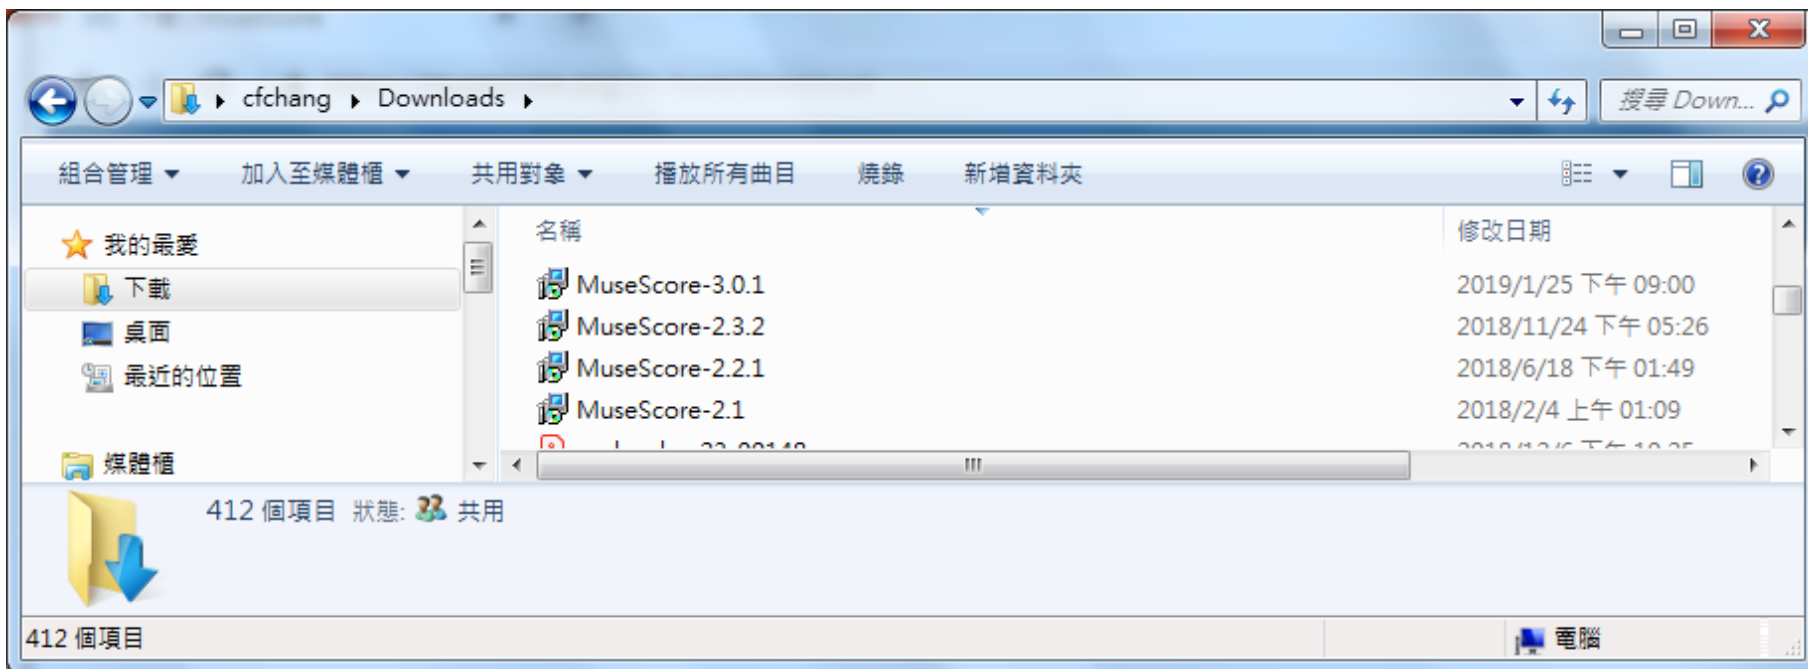 cfchang Downloads 搜尋 Down...
組合管理 加入至媒體櫃 共用對象 播放所有曲目 燒錄 新增資料夾
我的最愛
下載
桌面
最近的位置
媒體櫃
名稱 修改日期
MuseScore-3.0.1 2019/1/25 下午 09:00
MuseScore-2.3.2 2018/11/24 下午 05:26
MuseScore-2.2.1 2018/6/18 下午 01:49
MuseScore-2.1 2018/2/4 上午 01:09
412 個項目 狀態: 共用
412 個項目 電腦